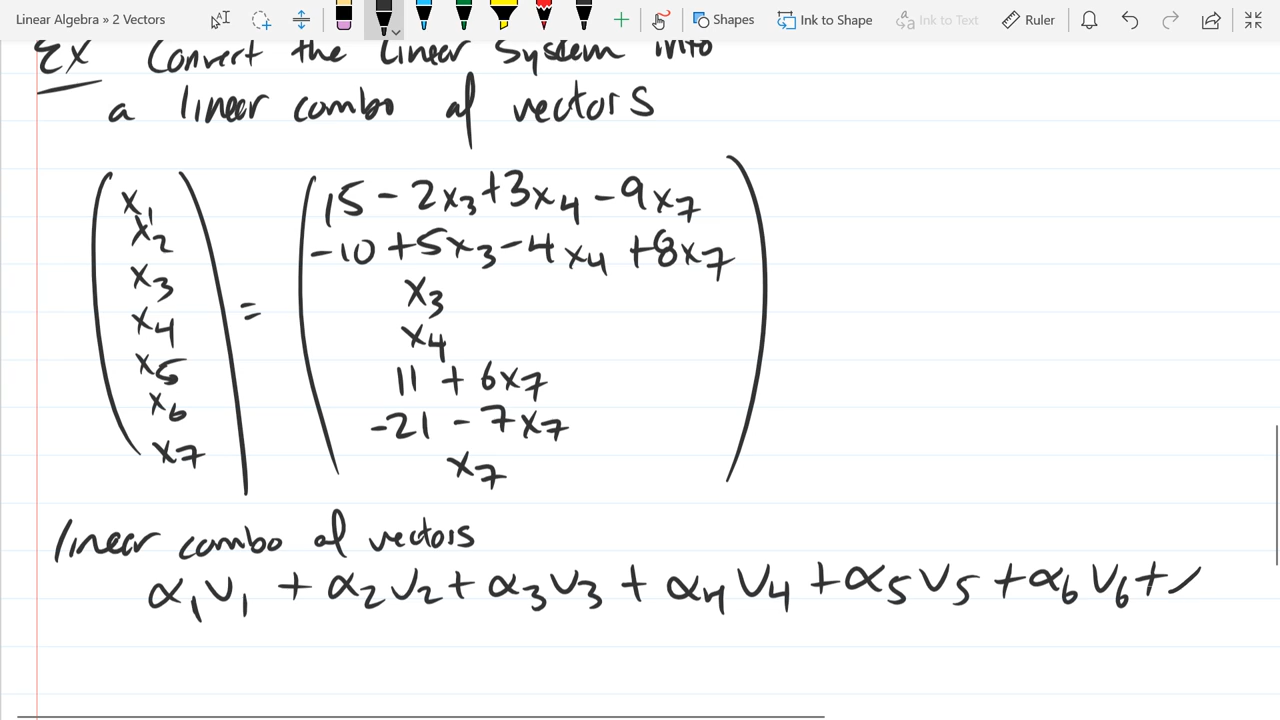 Linear Algebra » 2 Vectors
Shapes Ink to Shape Ink to Text Ruler
Ex Convert the linear system into
a linear combo of vectors
x1
x2
x3
x4
x5
x6
x7
=
15 - 2x3 + 3x4 - 9x7
-10 + 5x3 - 4x4 + 8x7
x3
x4
11 + 6x7
-21 - 7x7
x7
linear combo of vectors
α1v1 + α2v2 + α3v3 + α4v4 + α5v5 + α6v6 +